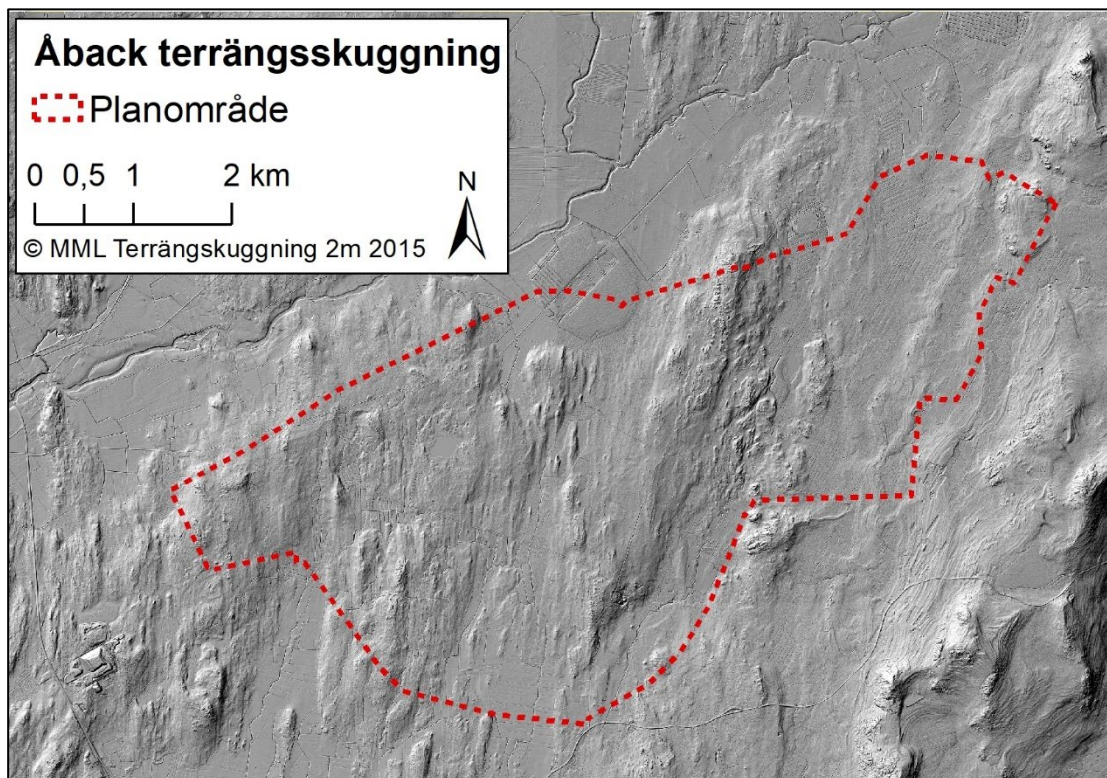 Åback terrängsskuggning
Planområde
0 0,5 1 2 km
N
© MML Terrängskuggning 2m 2015